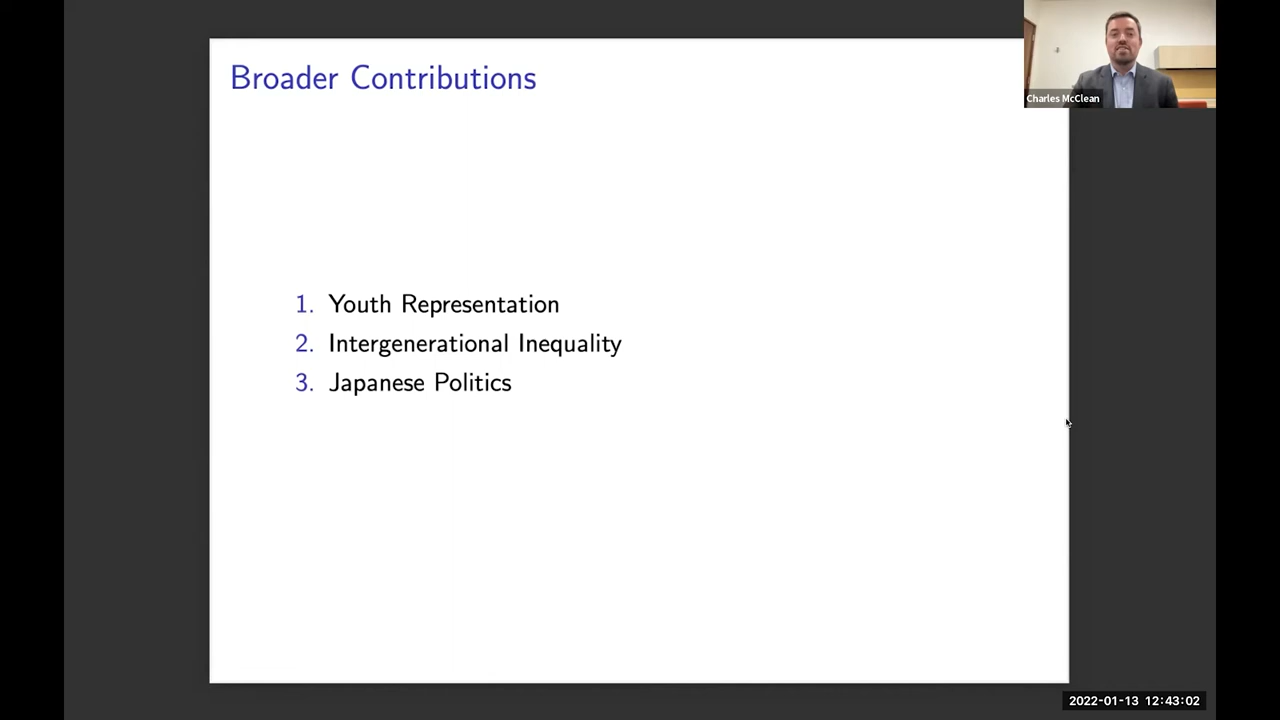 Broader Contributions
Charles McClean
1. Youth Representation
2. Intergenerational Inequality
3. Japanese Politics
2022-01-13 12:43:02